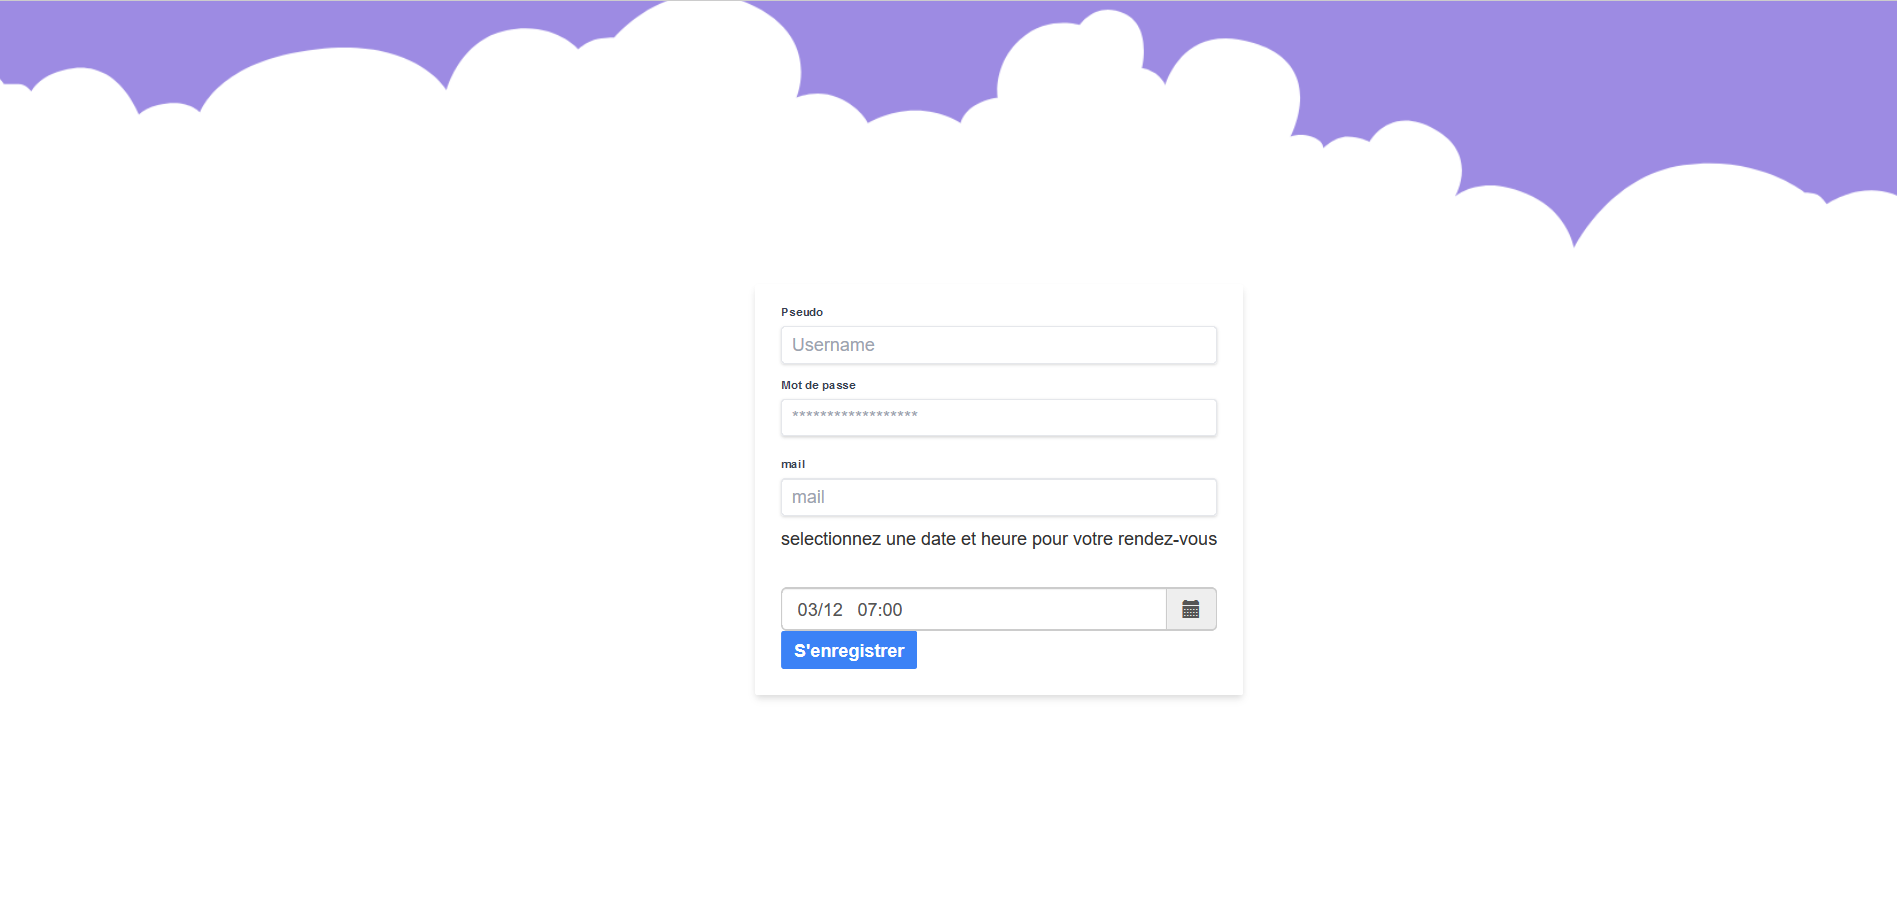 Pseudo
Username
Mot de passe
******************
mail
mail
selectionnez une date et heure pour votre rendez-vous
03/12 07:00
S'enregistrer